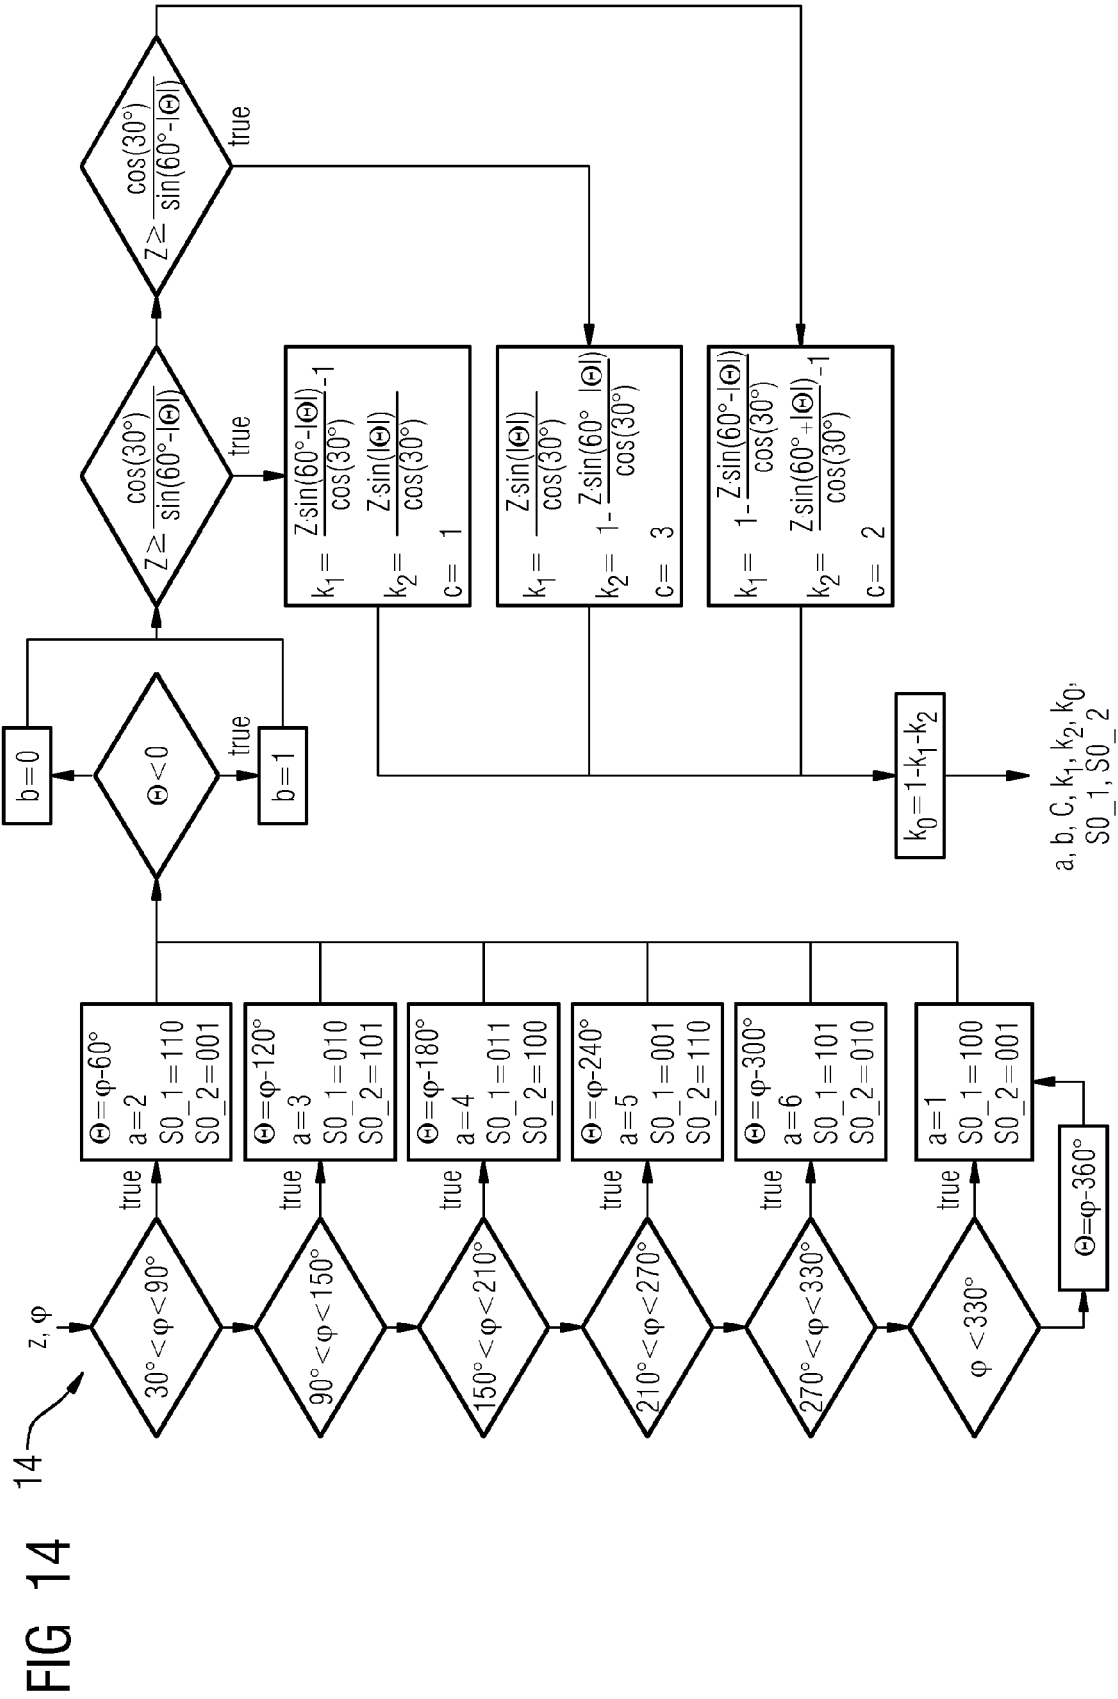 FIG 14
14
z, φ
30° < φ < 90°
true
Θ=φ-60°
a=2
S0_1=110
S0_2=001
90° < φ < 150°
true
Θ=φ-120°
a=3
S0_1=010
S0_2=101
150° < φ < 210°
true
Θ=φ-180°
a=4
S0_1=011
S0_2=100
210° < φ < 270°
true
Θ=φ-240°
a=5
S0_1=001
S0_2=110
270° < φ < 330°
true
Θ=φ-300°
a=6
S0_1=101
S0_2=010
φ < 330°
true
a=1
S0_1=100
S0_2=001
Θ=φ-360°
Θ < 0
b=0
true
b=1
Z ≥ cos(30°) / sin(60°-|Θ|)
true
Z ≥ cos(30°) / sin(60°-|Θ|)
true
k1= Z·sin(60°-|Θ|) / cos(30°) -1
k2= Z·sin(|Θ|) / cos(30°)
c= 1
k1= Z·sin(|Θ|) / cos(30°)
k2= 1- Z·sin(60° |Θ|) / cos(30°)
c= 3
k1= 1- Z·sin(60°-|Θ|) / cos(30°)
k2= Z·sin(60°+|Θ|) / cos(30°) -1
c= 2
k0=1-k1-k2
a, b, C, k1, k2, k0,
S0_1, S0_2